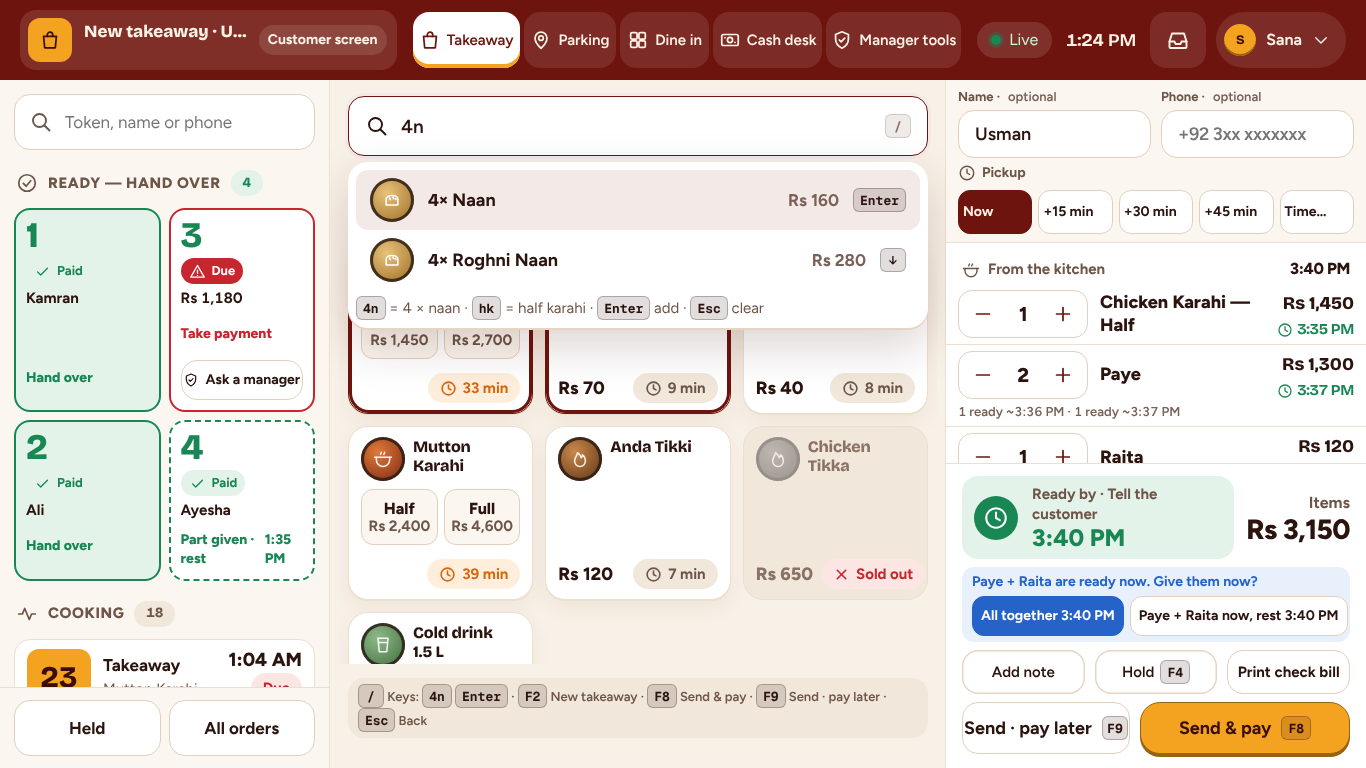 New takeaway · U...
Customer screen
Takeaway
Parking
Dine in
Cash desk
Manager tools
Live
1:24 PM
S
Sana
Token, name or phone
READY — HAND OVER 4
1
Paid
Kamran
Hand over
3
Due
Rs 1,180
Take payment
Ask a manager
2
Paid
Ali
Hand over
4
Paid
Ayesha
Part given · rest
1:35 PM
COOKING 18
23
Takeaway
1:04 AM
Held
All orders
4n
/
4× Naan
Rs 160
Enter
4× Roghni Naan
Rs 280
↓
4n = 4 × naan · hk = half karahi · Enter add · Esc clear
Rs 1,450
Rs 2,700
33 min
Rs 70
9 min
Rs 40
8 min
Mutton
Karahi
Half
Rs 2,400
Full
Rs 4,600
39 min
Anda Tikki
Rs 120
7 min
Chicken
Tikka
Rs 650
Sold out
Cold drink
1.5 L
/ Keys: 4n Enter · F2 New takeaway · F8 Send & pay · F9 Send · pay later ·
Esc Back
Name · optional
Usman
Phone · optional
+92 3xx xxxxxxx
Pickup
Now
+15 min
+30 min
+45 min
Time...
From the kitchen
3:40 PM
− 1 +
Chicken Karahi —
Half
Rs 1,450
3:35 PM
− 2 +
Paye
Rs 1,300
3:37 PM
1 ready ~3:36 PM · 1 ready ~3:37 PM
− 1 +
Raita
Rs 120
Ready by · Tell the
customer
3:40 PM
Items
Rs 3,150
Paye + Raita are ready now. Give them now?
All together 3:40 PM
Paye + Raita now, rest 3:40 PM
Add note
Hold F4
Print check bill
Send · pay later F9
Send & pay F8